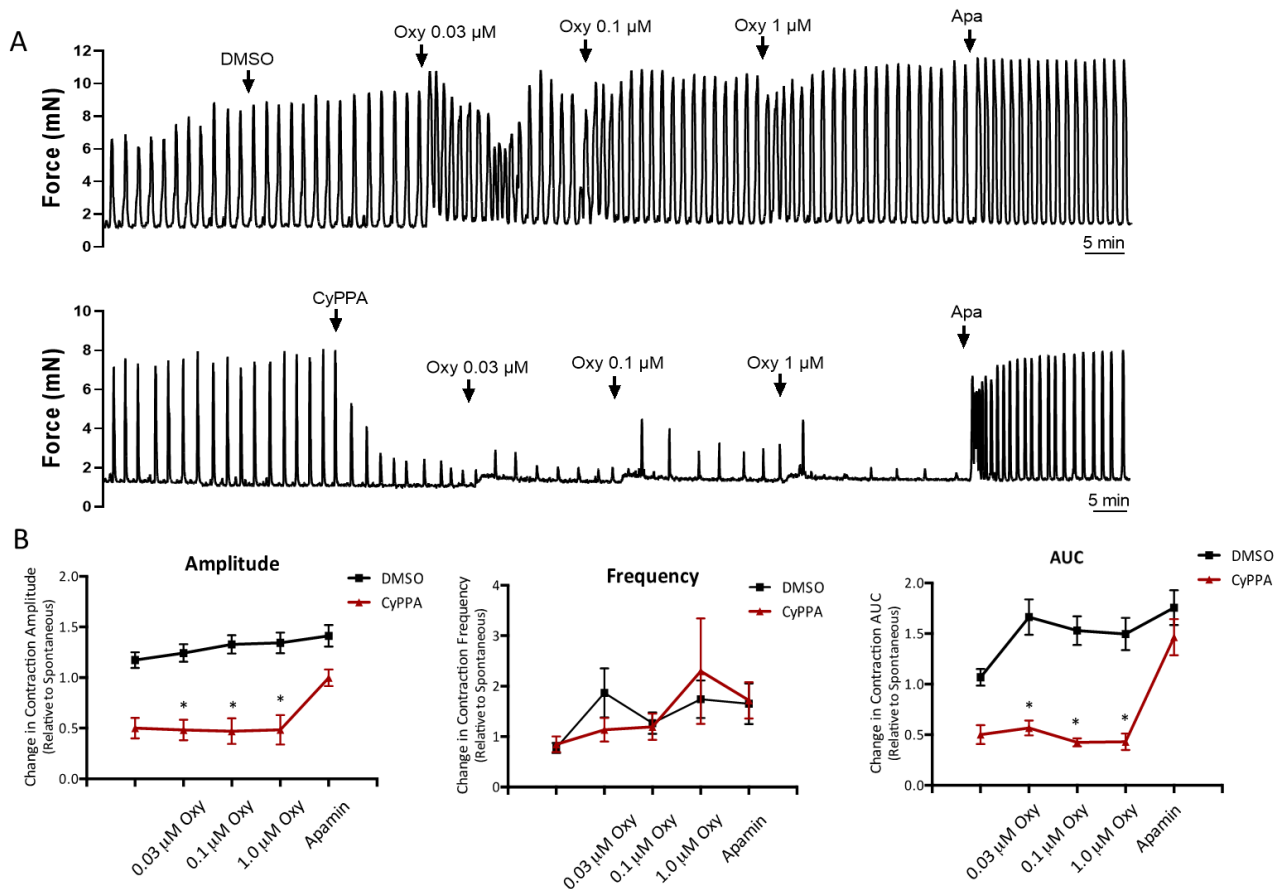 A
Force (mN)
12
10
8
6
4
2
0
DMSO
Oxy 0.03 µM
Oxy 0.1 µM
Oxy 1 µM
Apa
5 min
Force (mN)
10
8
6
4
2
0
CyPPA
Oxy 0.03 µM
Oxy 0.1 µM
Oxy 1 µM
Apa
5 min
B
Amplitude
Change in Contraction Amplitude
(Relative to Spontaneous)
2.0
1.5
1.0
0.5
0.0
DMSO
CyPPA
* * *
0.03 µM Oxy
0.1 µM Oxy
1.0 µM Oxy
Apamin
Frequency
Change in Contraction Frequency
(Relative to Spontaneous)
4
3
2
1
0
DMSO
CyPPA
0.03 µM Oxy
0.1 µM Oxy
1.0 µM Oxy
Apamin
AUC
Change in Contraction AUC
(Relative to Spontaneous)
2.0
1.5
1.0
0.5
0.0
DMSO
CyPPA
* * *
0.03 µM Oxy
0.1 µM Oxy
1.0 µM Oxy
Apamin